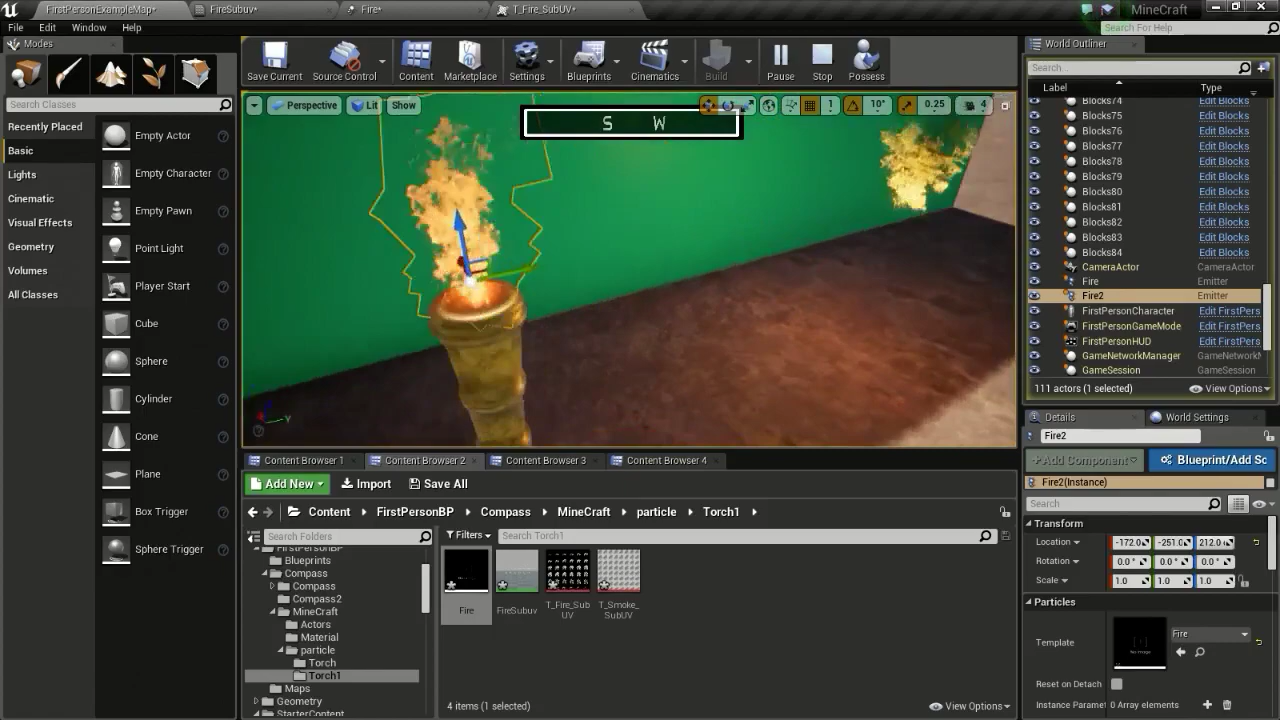 FirstPersonExampleMap*
FireSubuv*
Fire*
T_Fire_SubUV*
MineCraft
File
Edit
Window
Help
Search For Help
Modes
Search Classes
Recently Placed
Basic
Lights
Cinematic
Visual Effects
Geometry
Volumes
All Classes
Empty Actor
Empty Character
Empty Pawn
Point Light
Player Start
Cube
Sphere
Cylinder
Cone
Plane
Box Trigger
Sphere Trigger
Save Current
Source Control
Content
Marketplace
Settings
Blueprints
Cinematics
Build
Pause
Stop
Possess
Perspective
Lit
Show
S W
10°
0.25
4
Content Browser 1
Content Browser 2
Content Browser 3
Content Browser 4
Add New
Import
Save All
Content
FirstPersonBP
Compass
MineCraft
particle
Torch1
Search Folders
Filters
Search Torch1
FirstPersonBP
Blueprints
Compass
Compass
Compass2
MineCraft
Actors
Material
particle
Torch
Torch1
Maps
Geometry
StarterContent
Fire
FireSubuv
T_Fire_Sub
UV
T_Smoke_
SubUV
4 items (1 selected)
View Options
World Outliner
Search...
Label
Type
Blocks74 Edit Blocks
Blocks75 Edit Blocks
Blocks76 Edit Blocks
Blocks77 Edit Blocks
Blocks78 Edit Blocks
Blocks79 Edit Blocks
Blocks80 Edit Blocks
Blocks81 Edit Blocks
Blocks82 Edit Blocks
Blocks83 Edit Blocks
Blocks84 Edit Blocks
CameraActor CameraActor
Fire Emitter
Fire2 Emitter
FirstPersonCharacter Edit FirstPers
FirstPersonGameMode Edit FirstPers
FirstPersonHUD Edit FirstPers
GameNetworkManager GameNetworkM
GameSession GameSession
111 actors (1 selected)
View Options
Details
World Settings
Fire2
+Add Component
Blueprint/Add Sc
Fire2(Instance)
Search
Transform
Location -172.0 -251.0 212.0
Rotation 0.0° 0.0° 0.0°
Scale 1.0 1.0 1.0
Particles
Template
Fire
Reset on Detach
Instance Paramet 0 Array elements